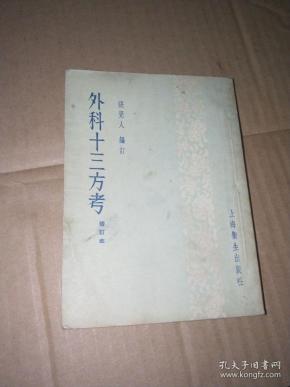 外科十三方考
增訂本
張覺人 編訂
上海衛生出版社
孔夫子旧书网